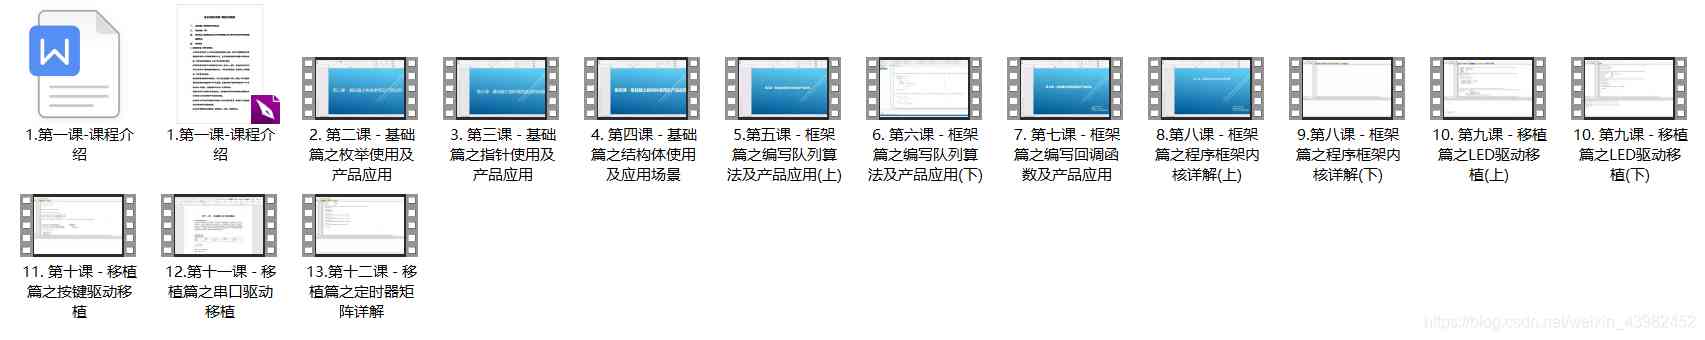 1.第一课-课程介
绍
1.第一课-课程介
绍
2. 第二课 - 基础
篇之枚举使用及
产品应用
3. 第三课 - 基础
篇之指针使用及
产品应用
4. 第四课 - 基础
篇之结构体使用
及应用场景
5.第五课 - 框架
篇之编写队列算
法及产品应用(上)
6. 第六课 - 框架
篇之编写队列算
法及产品应用(下)
7. 第七课 - 框架
篇之编写回调函
数及产品应用
8.第八课 - 框架
篇之程序框架内
核详解(上)
9.第八课 - 框架
篇之程序框架内
核详解(下)
10. 第九课 - 移植
篇之LED驱动移
植(上)
10. 第九课 - 移植
篇之LED驱动移
植(下)
11. 第十课 - 移植
篇之按键驱动移
植
12.第十一课 - 移
植篇之串口驱动
移植
13.第十二课 - 移
植篇之定时器矩
阵详解
https://blog.csdn.net/weixin_43982452